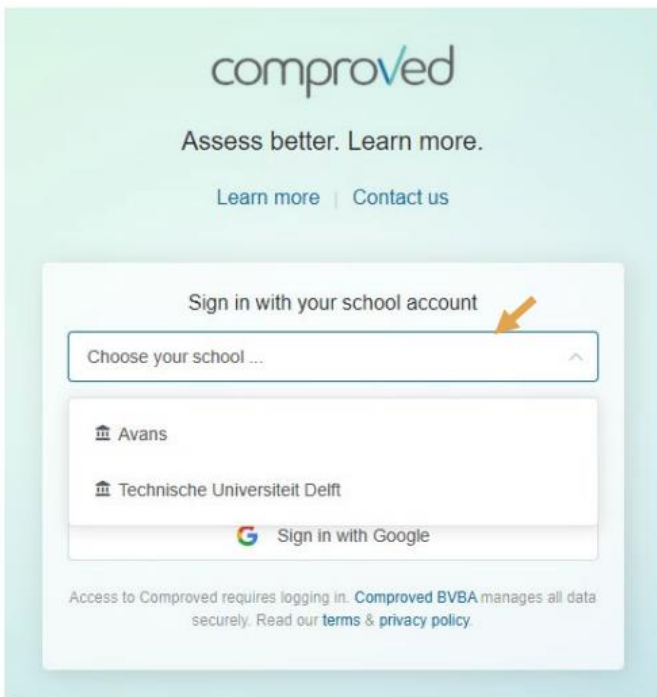 comproved
Assess better. Learn more.
Learn more | Contact us
Sign in with your school account
Choose your school ...
Avans
Technische Universiteit Delft
Sign in with Google
Access to Comproved requires logging in. Comproved BVBA manages all data
securely. Read our terms & privacy policy.